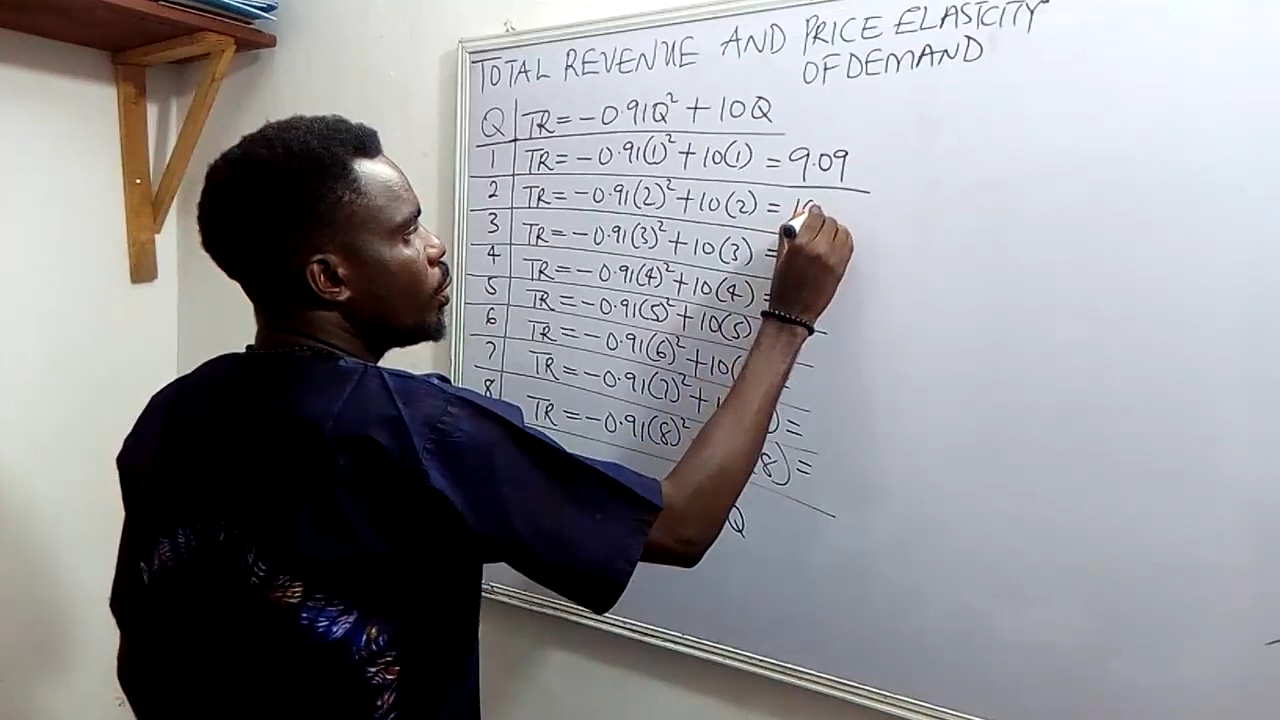 TOTAL REVENUE AND PRICE ELASTCITY
OF DEMAND
Q TR = -0.91Q² + 10Q
1 TR = -0.91(1)² + 10(1) = 9.09
2 TR = -0.91(2)² + 10(2) =
3 TR = -0.91(3)² + 10(3) =
4 TR = -0.91(4)² + 10(4) =
5 TR = -0.91(5)² + 10(5)
6 TR = -0.91(6)² + 10(
7 TR = -0.91(7)² + ) =
8 TR = -0.91(8)² (8) =
Q